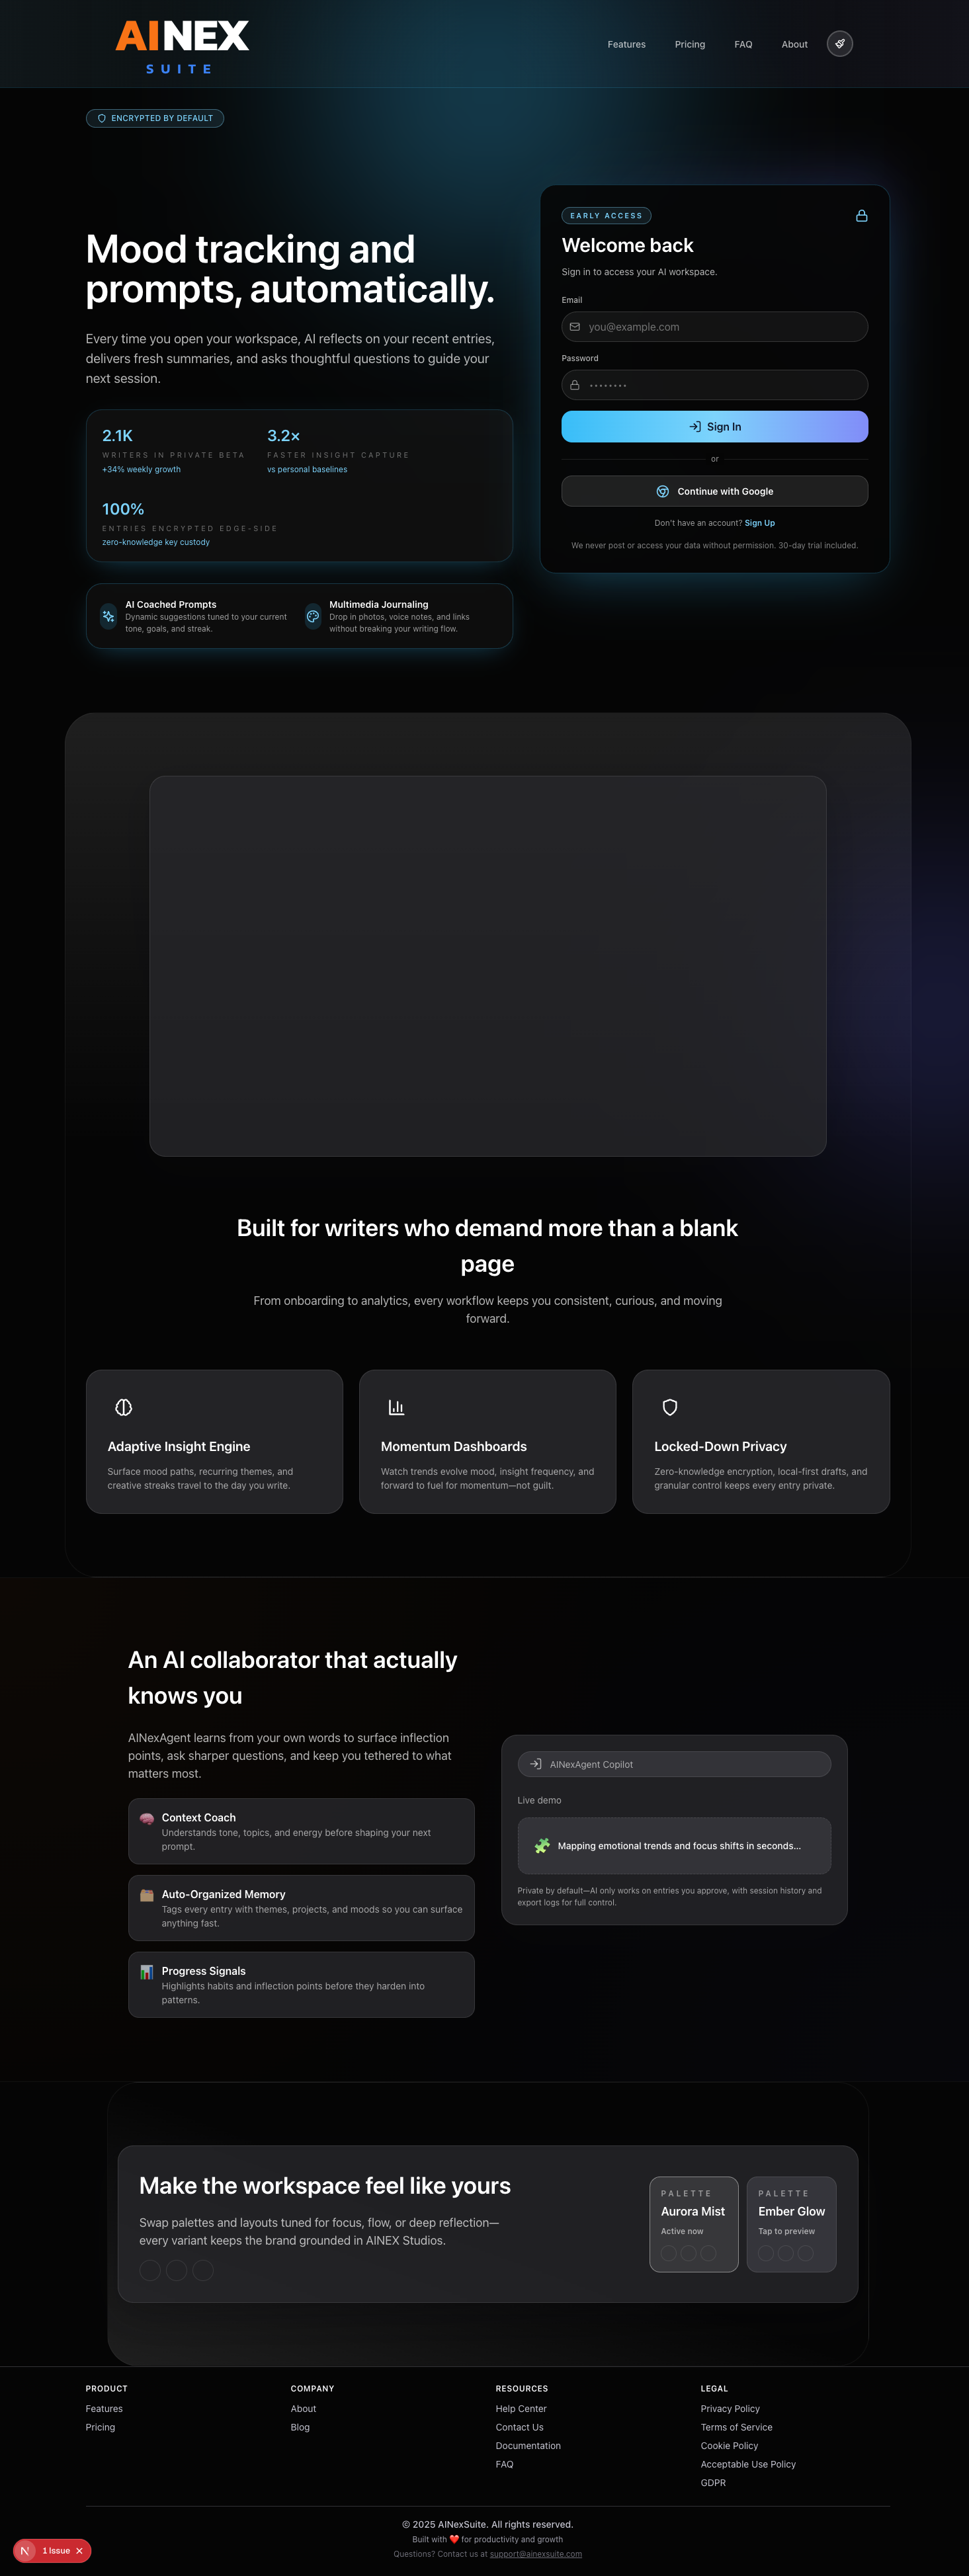 AINEX
SUITE
Features
Pricing
FAQ
About
ENCRYPTED BY DEFAULT
Mood tracking and
prompts, automatically.
Every time you open your workspace, AI reflects on your recent entries,
delivers fresh summaries, and asks thoughtful questions to guide your
next session.
2.1K
WRITERS IN PRIVATE BETA
+34% weekly growth
3.2×
FASTER INSIGHT CAPTURE
vs personal baselines
100%
ENTRIES ENCRYPTED EDGE-SIDE
zero-knowledge key custody
AI Coached Prompts
Dynamic suggestions tuned to your current
tone, goals, and streak.
Multimedia Journaling
Drop in photos, voice notes, and links
without breaking your writing flow.
EARLY ACCESS
Welcome back
Sign in to access your AI workspace.
Email
you@example.com
Password
••••••••
Sign In
or
Continue with Google
Don't have an account? Sign Up
We never post or access your data without permission. 30-day trial included.
Built for writers who demand more than a blank
page
From onboarding to analytics, every workflow keeps you consistent, curious, and moving
forward.
Adaptive Insight Engine
Surface mood paths, recurring themes, and
creative streaks travel to the day you write.
Momentum Dashboards
Watch trends evolve mood, insight frequency, and
forward to fuel for momentum—not guilt.
Locked-Down Privacy
Zero-knowledge encryption, local-first drafts, and
granular control keeps every entry private.
An AI collaborator that actually
knows you
AINexAgent learns from your own words to surface inflection
points, ask sharper questions, and keep you tethered to what
matters most.
Context Coach
Understands tone, topics, and energy before shaping your next
prompt.
Auto-Organized Memory
Tags every entry with themes, projects, and moods so you can surface
anything fast.
Progress Signals
Highlights habits and inflection points before they harden into
patterns.
AINexAgent Copilot
Live demo
Mapping emotional trends and focus shifts in seconds...
Private by default—AI only works on entries you approve, with session history and
export logs for full control.
Make the workspace feel like yours
Swap palettes and layouts tuned for focus, flow, or deep reflection—
every variant keeps the brand grounded in AINEX Studios.
PALETTE
Aurora Mist
Active now
PALETTE
Ember Glow
Tap to preview
PRODUCT
Features
Pricing
COMPANY
About
Blog
RESOURCES
Help Center
Contact Us
Documentation
FAQ
LEGAL
Privacy Policy
Terms of Service
Cookie Policy
Acceptable Use Policy
GDPR
© 2025 AINexSuite. All rights reserved.
Built with ❤️ for productivity and growth
Questions? Contact us at support@ainexsuite.com
N 1 Issue ×